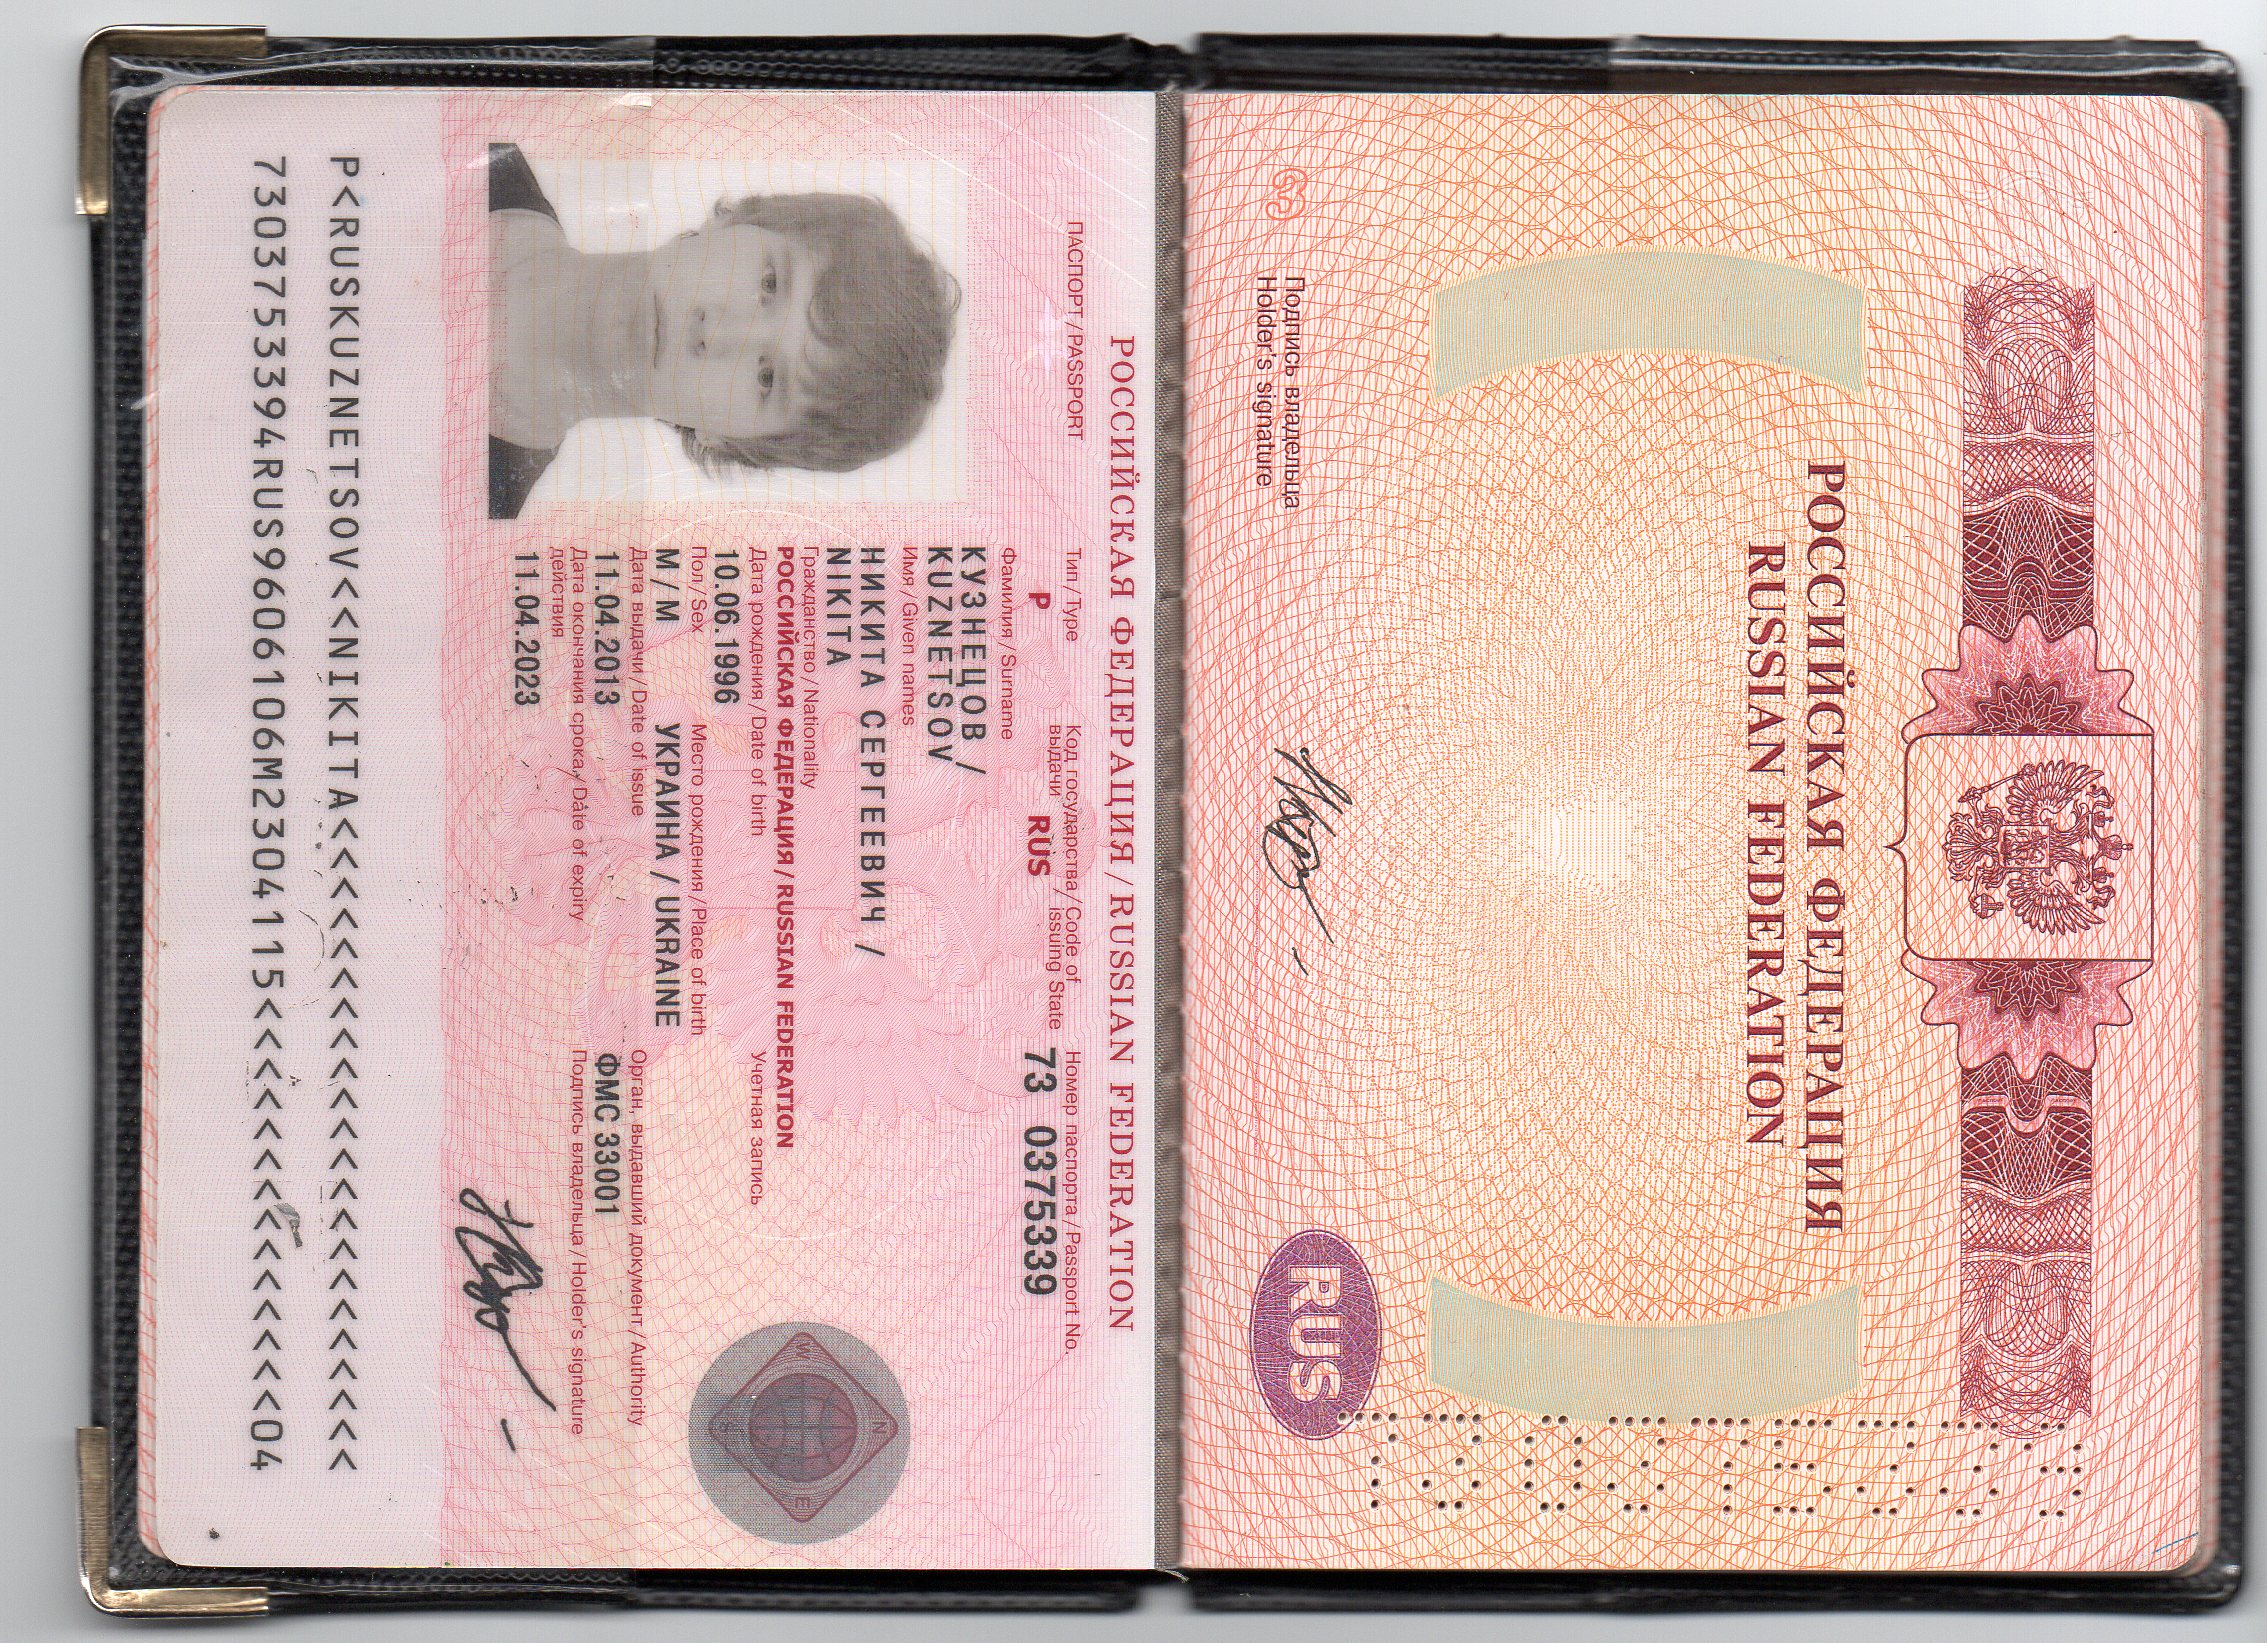 РОССИЙСКАЯ ФЕДЕРАЦИЯ
RUSSIAN FEDERATION
Подпись владельца
Holder's signature
RUS
3
РОССИЙСКАЯ ФЕДЕРАЦИЯ / RUSSIAN FEDERATION
ПАСПОРТ / PASSPORT
Тип / Type
Код государства / Code of
выдачи issuing State
Номер паспорта / Passport No.
P
RUS
73 0375339
Фамилия / Surname
КУЗНЕЦОВ /
KUZNETSOV
Имя / Given names
НИКИТА СЕРГЕЕВИЧ /
NIKITA
Гражданство / Nationality
РОССИЙСКАЯ ФЕДЕРАЦИЯ / RUSSIAN FEDERATION
Дата рождения / Date of birth
Учетная запись
10.06.1996
Пол / Sex
Место рождения / Place of birth
М / M
УКРАИНА / UKRAINE
Дата выдачи / Date of issue
Орган, выдавший документ / Authority
11.04.2013
ФМС 33001
Дата окончания срока / Date of expiry
действия
Подпись владельца / Holder's signature
11.04.2023
N
E
S
W
P<RUSKUZNETSOV<<NIKITA<<<<<<<<<<<<<<<<<<<<<<
7303753394RUS9606106M2304115<<<<<<<<<<<<<<04